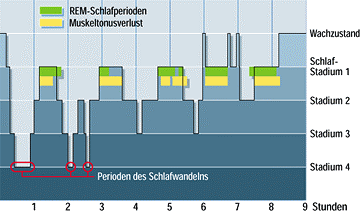 REM-Schlafperioden
Muskeltonusverlust
Wachzustand
Schlaf-
Stadium 1
Stadium 2
Stadium 3
Stadium 4
Perioden des Schlafwandelns
1 2 3 4 5 6 7 8 9 Stunden